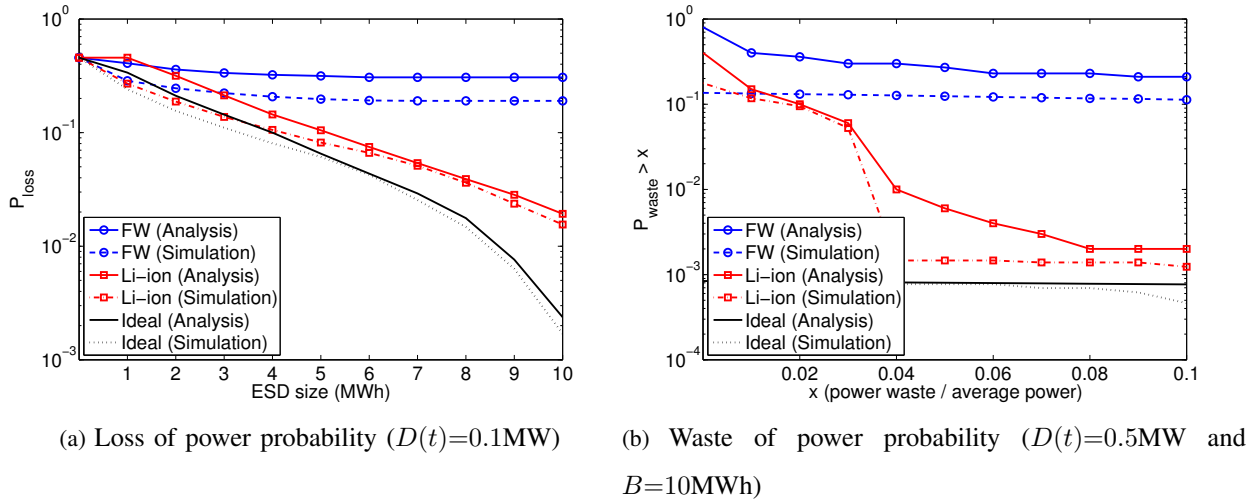 10^0
10^-1
10^-2
10^-3
P_loss
FW (Analysis)
FW (Simulation)
Li-ion (Analysis)
Li-ion (Simulation)
Ideal (Analysis)
Ideal (Simulation)
1 2 3 4 5 6 7 8 9 10
ESD size (MWh)
(a) Loss of power probability (D(t)=0.1MW)
10^0
10^-1
10^-2
10^-3
10^-4
P_waste > x
FW (Analysis)
FW (Simulation)
Li-ion (Analysis)
Li-ion (Simulation)
Ideal (Analysis)
Ideal (Simulation)
0.02 0.04 0.06 0.08 0.1
x (power waste / average power)
(b) Waste of power probability (D(t)=0.5MW and
B=10MWh)